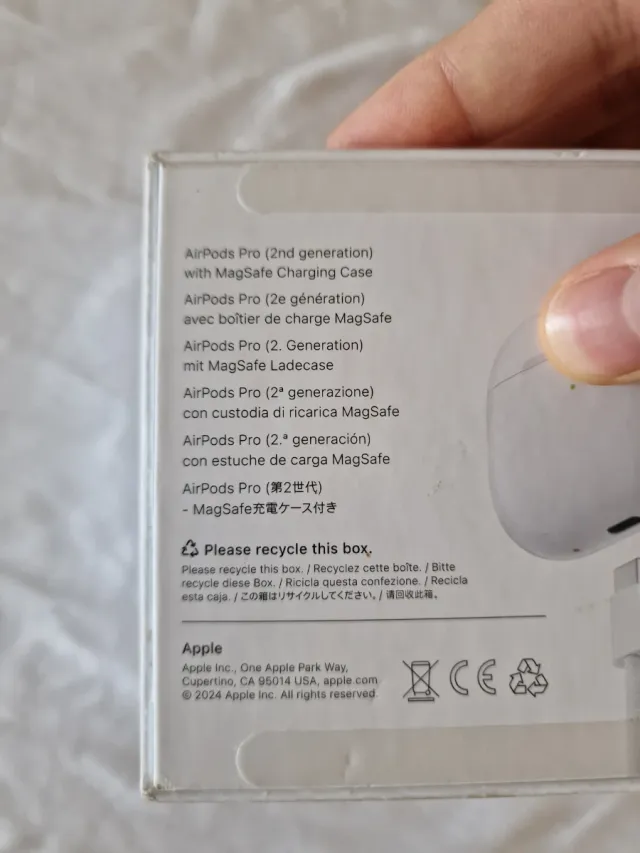 AirPods Pro (2nd generation)
with MagSafe Charging Case
AirPods Pro (2e génération)
avec boîtier de charge MagSafe
AirPods Pro (2. Generation)
mit MagSafe Ladecase
AirPods Pro (2ª generazione)
con custodia di ricarica MagSafe
AirPods Pro (2.ª generación)
con estuche de carga MagSafe
AirPods Pro (第2世代)
- MagSafe充電ケース付き
Please recycle this box.
Please recycle this box. / Recyclez cette boîte. / Bitte
recycle diese Box. / Ricicla questa confezione. / Recicla
esta caja. / この箱はリサイクルしてください。/ 请回收此箱。
Apple
Apple Inc., One Apple Park Way,
Cupertino, CA 95014 USA, apple.com
© 2024 Apple Inc. All rights reserved.
CE